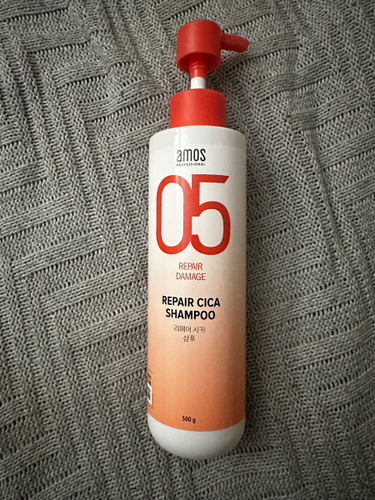 amos
PROFESSIONAL
05
REPAIR
DAMAGE
REPAIR CICA
SHAMPOO
리페어 시카
샴푸
500 g